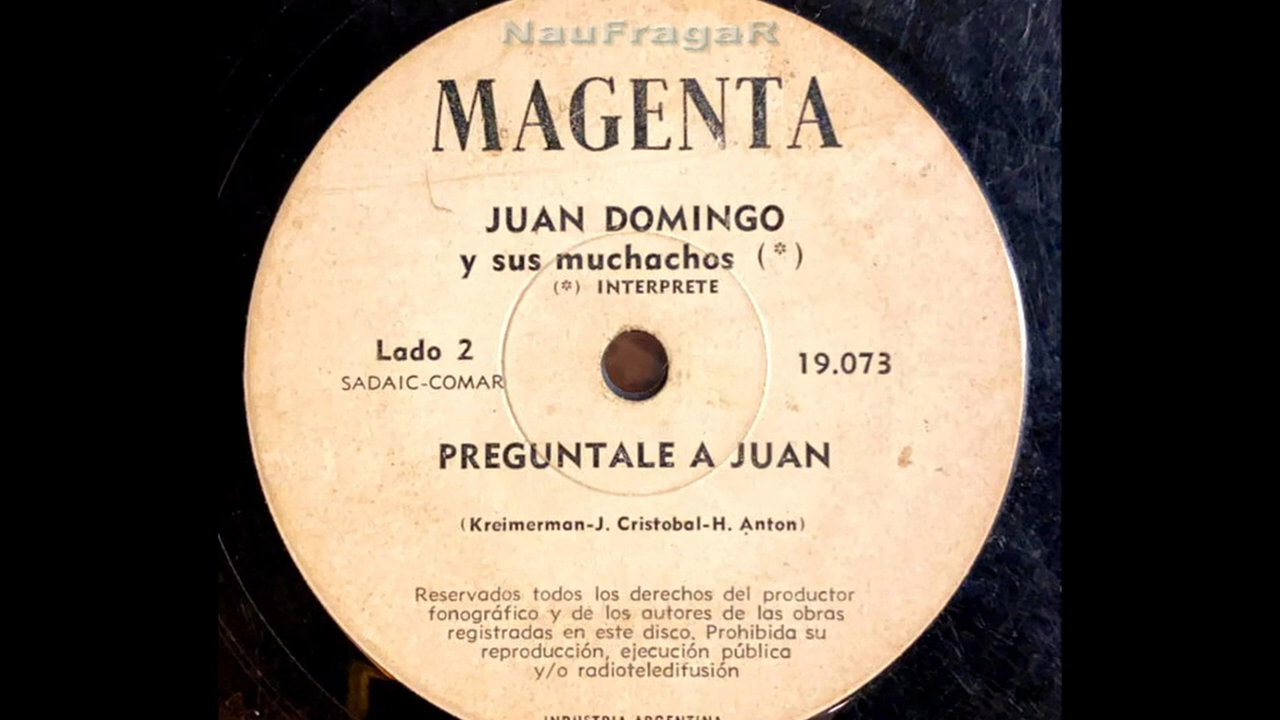 NauFragaR
MAGENTA
JUAN DOMINGO
y sus muchachos (*)
(*) INTERPRETE
Lado 2
SADAIC-COMAR
19.073
PREGUNTALE A JUAN
(Kreimerman-J. Cristobal-H. Anton)
Reservados todos los derechos del productor
fonográfico y de los autores de las obras
registradas en este disco. Prohibida su
reproducción, ejecución pública
y/o radioteledifusión
INDUSTRIA ARGENTINA